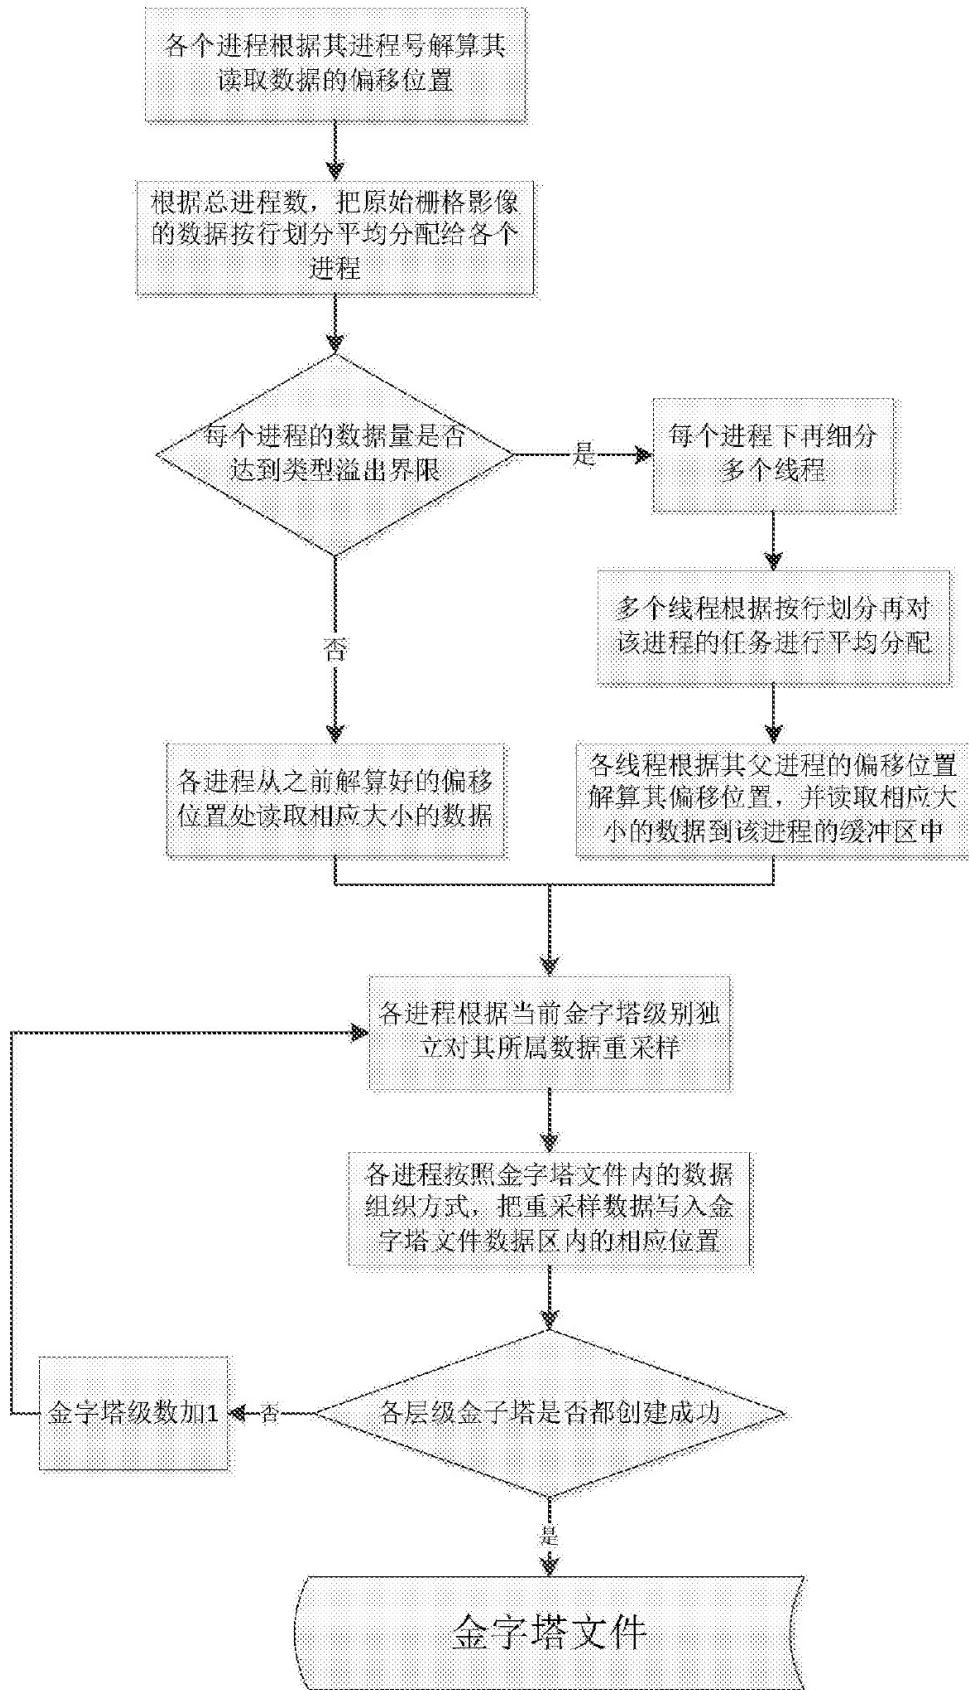 各个进程根据其进程号解算其
读取数据的偏移位置
根据总进程数，把原始栅格影像
的数据按行划分平均分配给各个
进程
每个进程的数据量是否
达到类型溢出界限
是
每个进程下再细分
多个线程
多个线程根据按行划分再对
该进程的任务进行平均分配
否
各进程从之前解算好的偏移
位置处读取相应大小的数据
各线程根据其父进程的偏移位置
解算其偏移位置，并读取相应大
小的数据到该进程的缓冲区中
各进程根据当前金字塔级别独
立对其所属数据重采样
各进程按照金字塔文件内的数据
组织方式，把重采样数据写入金
字塔文件数据区内的相应位置
各层级金子塔是否都创建成功
否
金字塔级数加1
是
金字塔文件